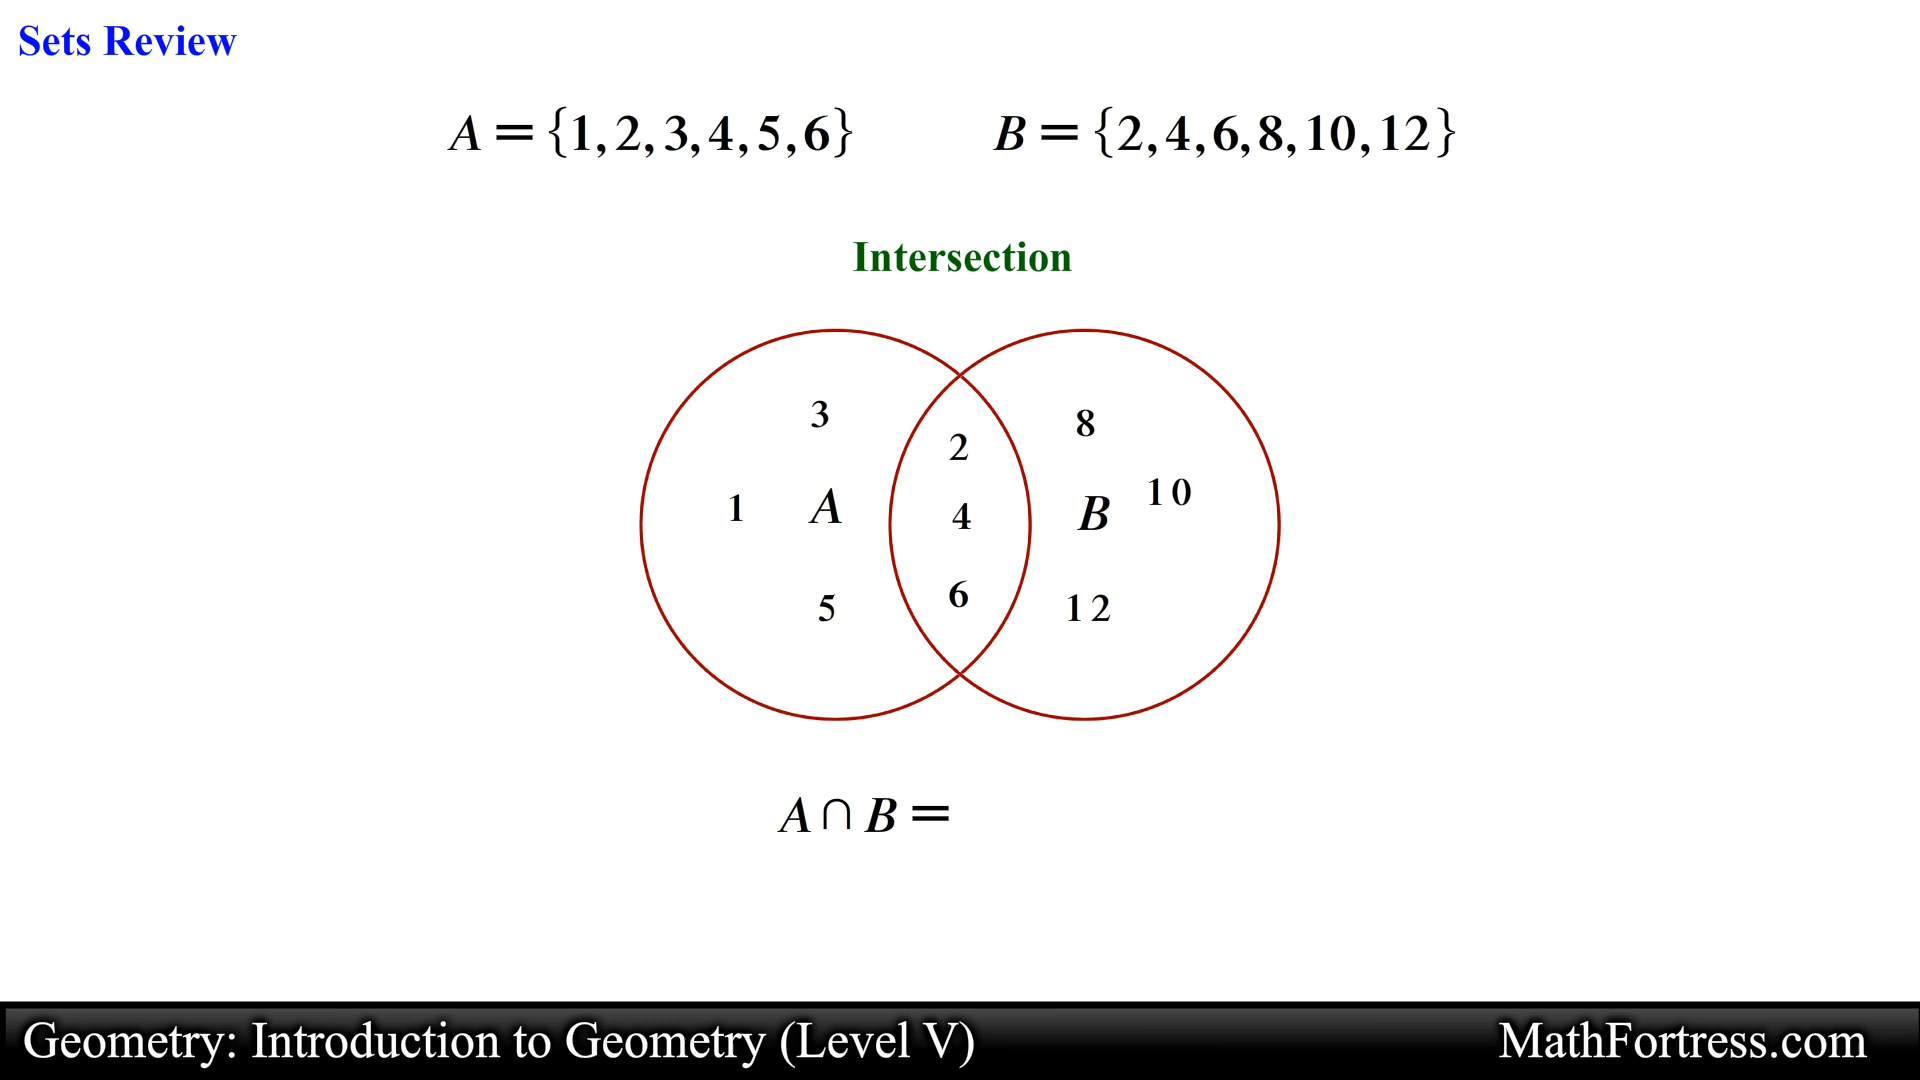 Sets Review
A = {1, 2, 3, 4, 5, 6} B = {2, 4, 6, 8, 10, 12}
Intersection
3
2
8
1
A
4
B
10
5
6
12
A ∩ B =
Geometry: Introduction to Geometry (Level V)
MathFortress.com